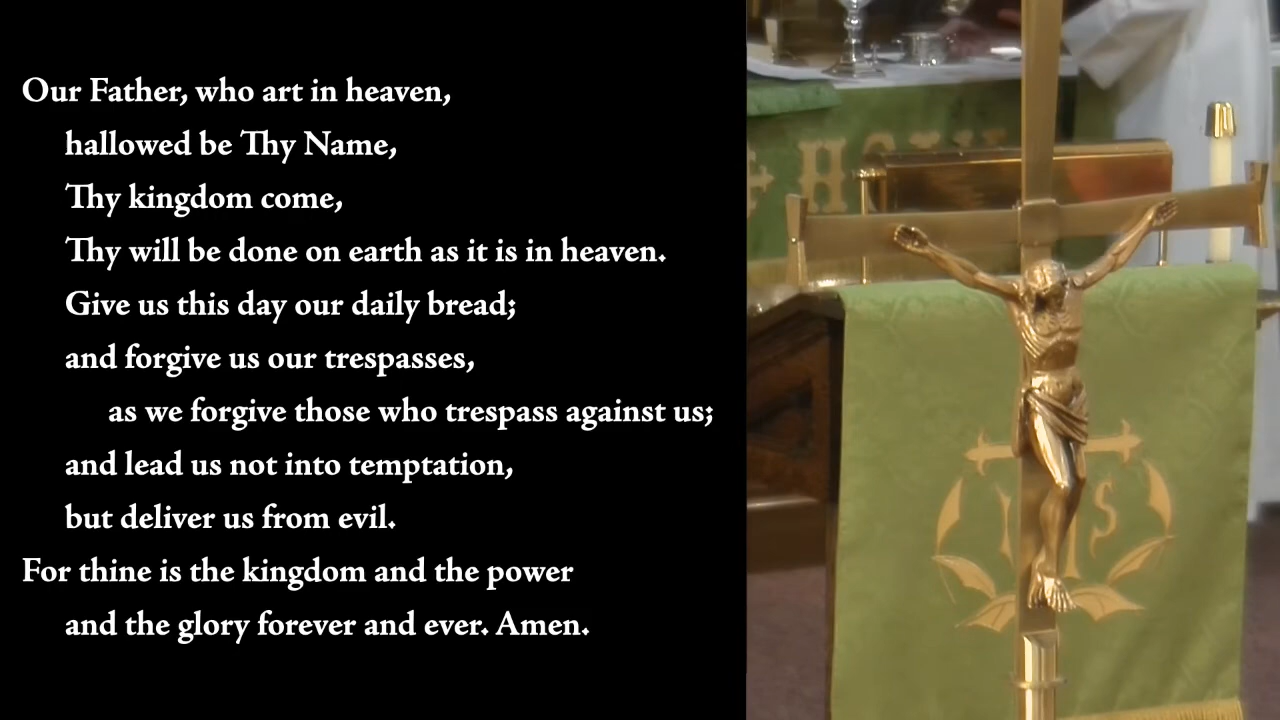 Our Father, who art in heaven,
hallowed be Thy Name,
Thy kingdom come,
Thy will be done on earth as it is in heaven.
Give us this day our daily bread;
and forgive us our trespasses,
as we forgive those who trespass against us;
and lead us not into temptation,
but deliver us from evil.
For thine is the kingdom and the power
and the glory forever and ever. Amen.